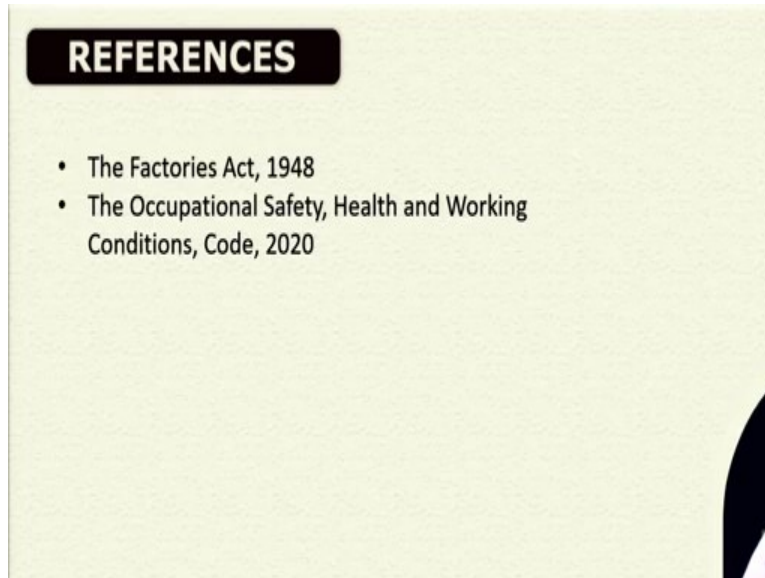 REFERENCES
• The Factories Act, 1948
• The Occupational Safety, Health and Working
Conditions, Code, 2020